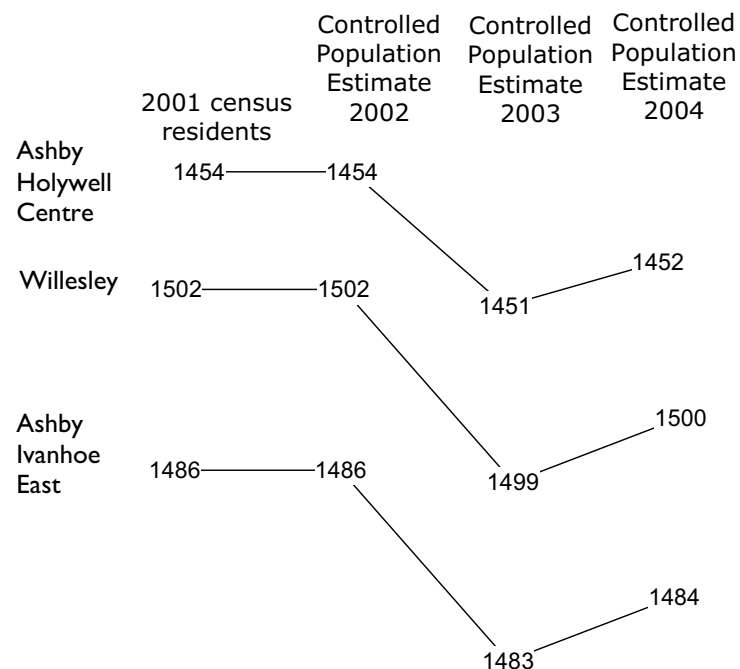 2001 census
residents
Controlled
Population
Estimate
2002
Controlled
Population
Estimate
2003
Controlled
Population
Estimate
2004
Ashby
Holywell
Centre
1454 1454 1451 1452
Willesley
1502 1502 1499 1500
Ashby
Ivanhoe
East
1486 1486 1483 1484